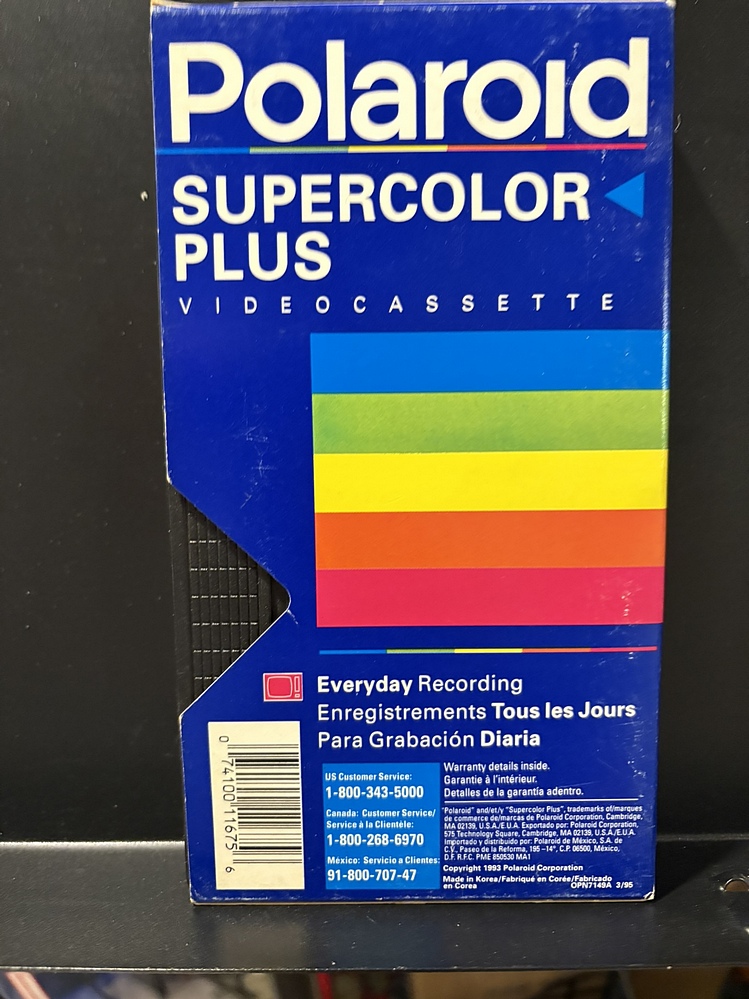 Polaroid
SUPERCOLOR
PLUS
VIDEOCASSETTE
Everyday Recording
Enregistrements Tous les Jours
Para Grabación Diaria
0 74100 11675 6
US Customer Service:
1-800-343-5000
Canada: Customer Service/
Service à la Clientèle:
1-800-268-6970
México: Servicio a Clientes:
91-800-707-47
Warranty details inside.
Garantie à l'intérieur.
Detalles de la garantía adentro.
"Polaroid" and/et/y "Supercolor Plus", trademarks of/marques
de commerce de/marcas de Polaroid Corporation, Cambridge,
MA 02139, U.S.A./E.U.A. Exportado por: Polaroid Corporation,
575 Technology Square, Cambridge, MA 02139, U.S.A./E.U.A.
Importado y distribuido por: Polaroid de México, S.A. de
C.V., Paseo de la Reforma, 195 -14°, C.P. 06500, México,
D.F. R.F.C. PME 850530 MA1
Copyright 1993 Polaroid Corporation
Made in Korea/Fabriqué en Corée/Fabricado
en Corea OPN7149A 3/95